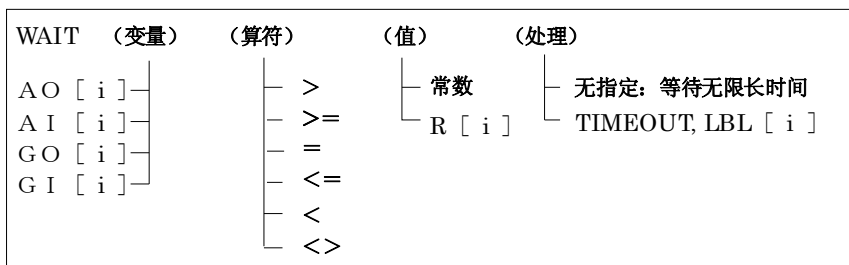 WAIT （变量） （算符） （值） （处理）
AO［i］ > 常数 无指定：等待无限长时间
AI［i］ >= R［i］ TIMEOUT, LBL［i］
GO［i］ =
GI［i］ <=
<
<>